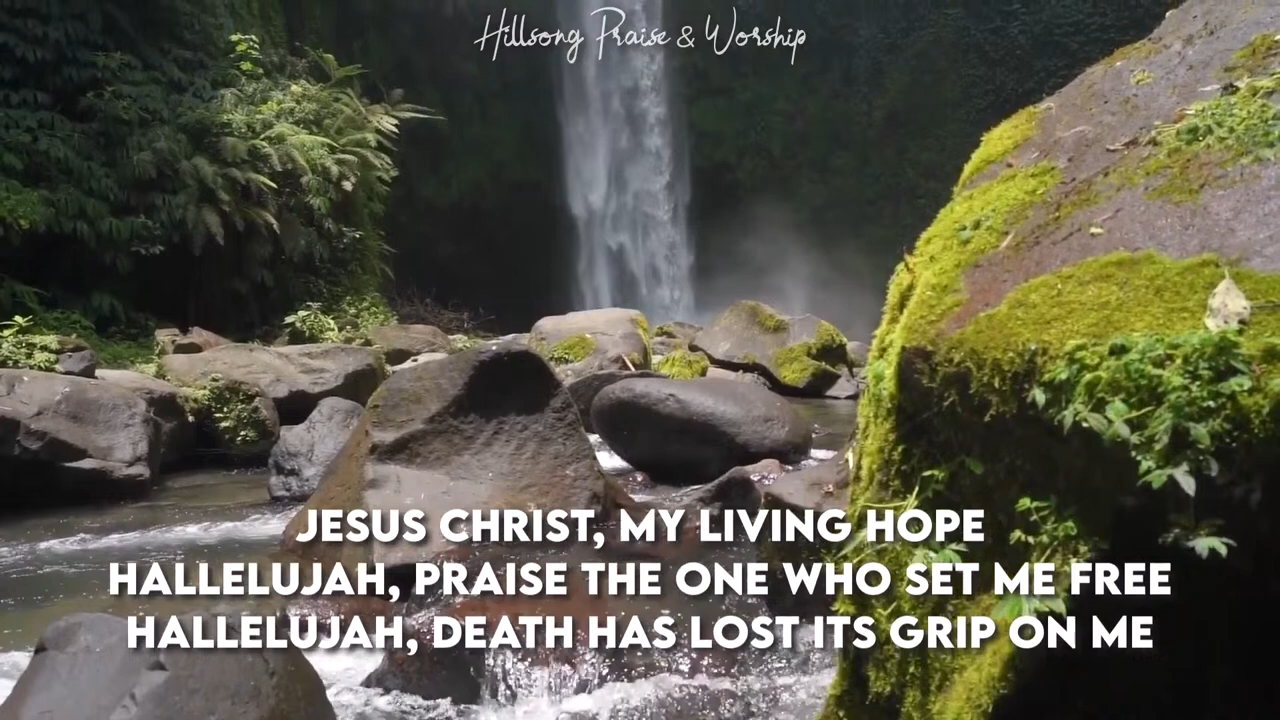 Hillsong Praise & Worship
JESUS CHRIST, MY LIVING HOPE
HALLELUJAH, PRAISE THE ONE WHO SET ME FREE
HALLELUJAH, DEATH HAS LOST ITS GRIP ON ME